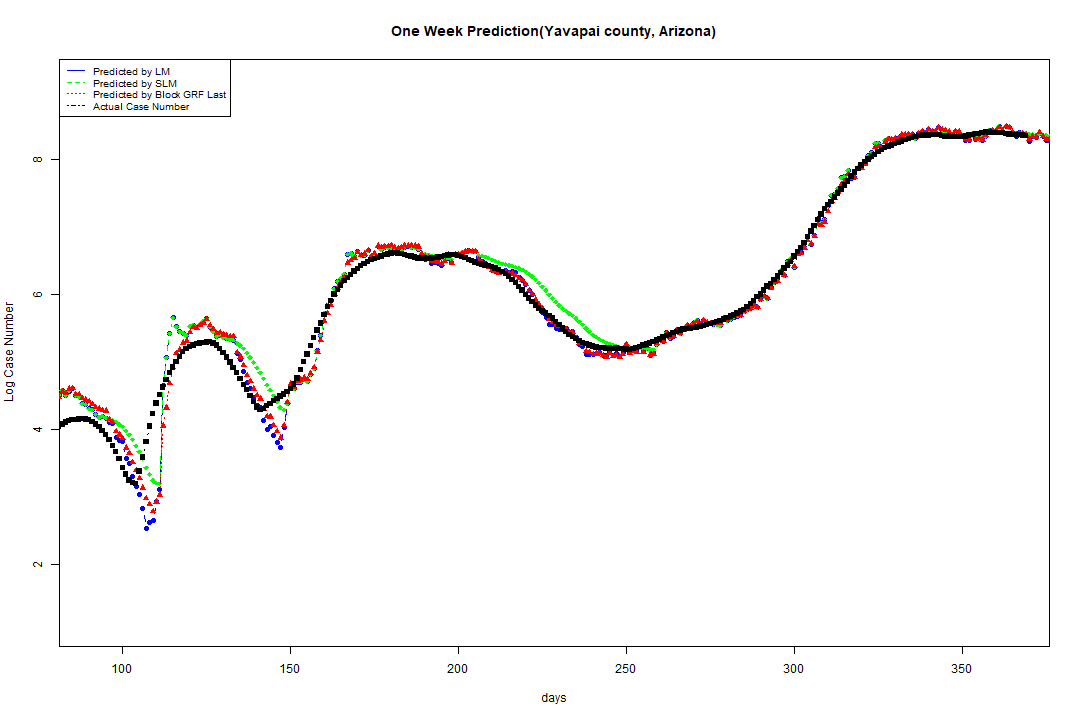 One Week Prediction(Yavapai county, Arizona)
Predicted by LM
Predicted by SLM
Predicted by Block GRF Last
Actual Case Number
8
6
4
2
Log Case Number
100 150 200 250 300 350
days